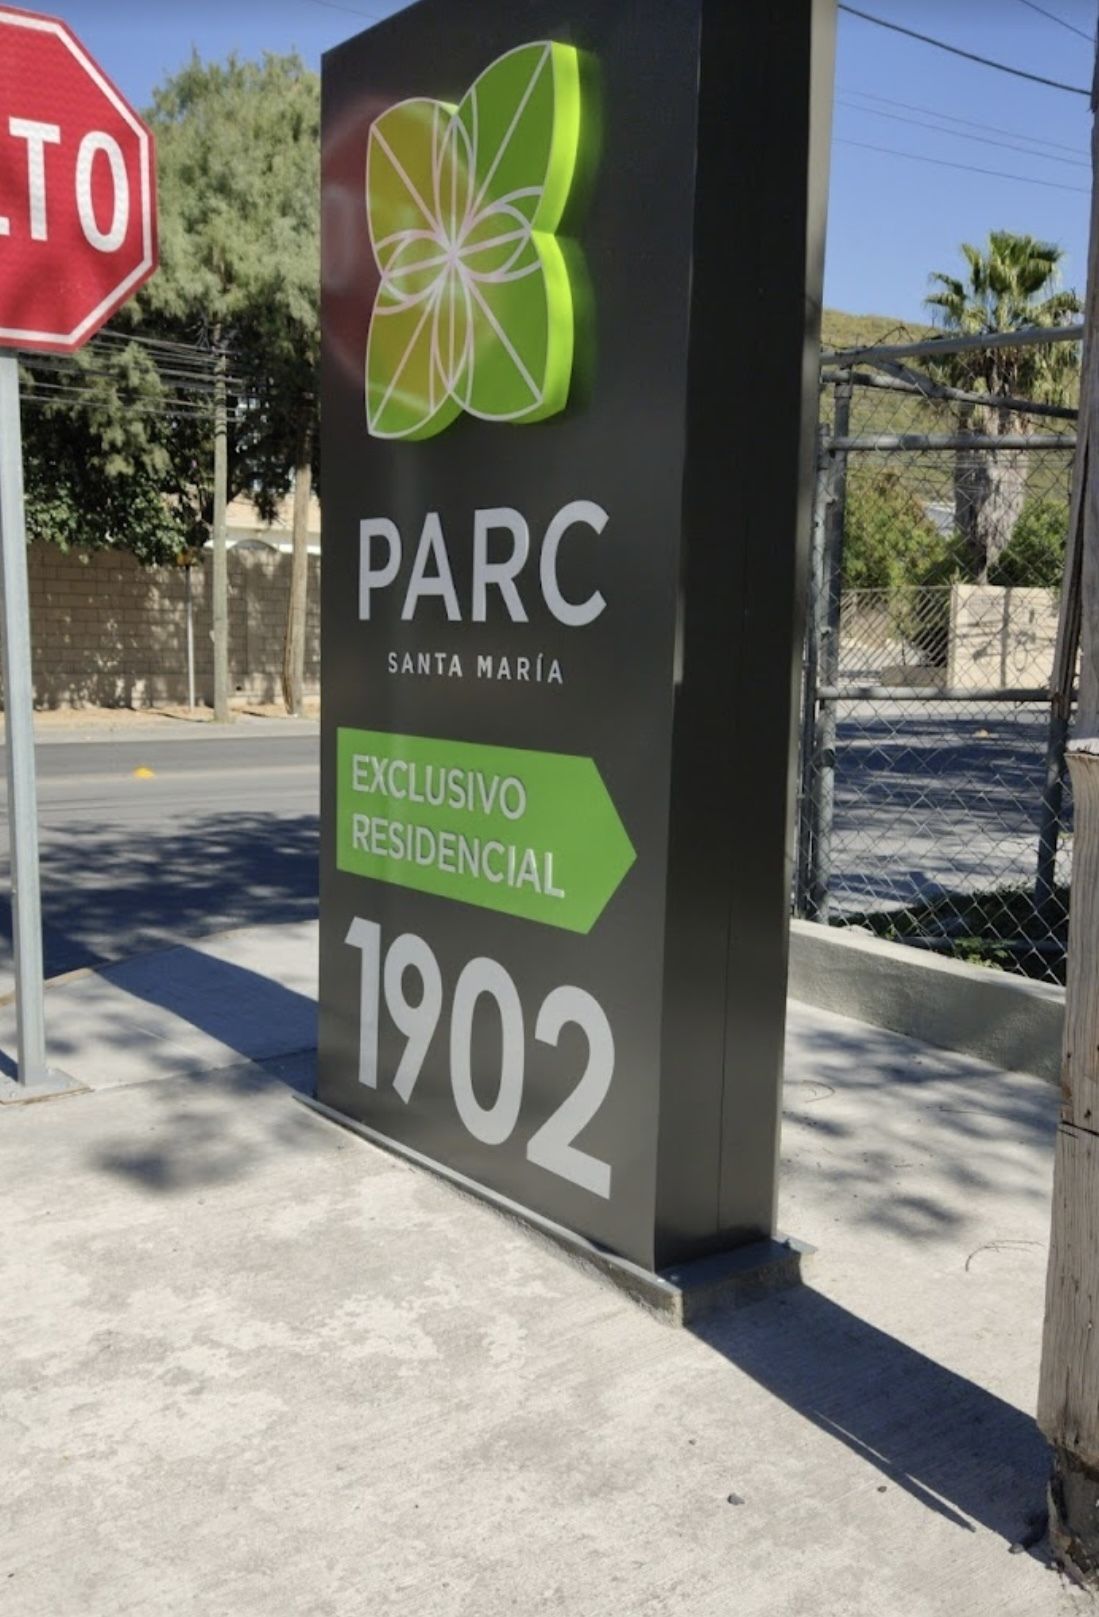 LTO
PARC
SANTA MARÍA
EXCLUSIVO
RESIDENCIAL
1902